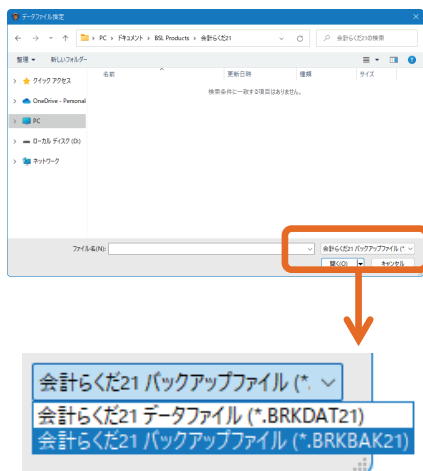 データファイル指定
PC › ドキュメント › BSL Products › 会計らくだ21
会計らくだ21の検索
整理 新しいフォルダー
名前 更新日時 種類 サイズ
検索条件に一致する項目はありません。
クイック アクセス
OneDrive - Personal
PC
ローカル ディスク (D:)
ネットワーク
ファイル名(N):
会計らくだ21 バックアップファイル (*.
開く(O) キャンセル
会計らくだ21 バックアップファイル (*.
会計らくだ21 データファイル (*.BRKDAT21)
会計らくだ21 バックアップファイル (*.BRKBAK21)